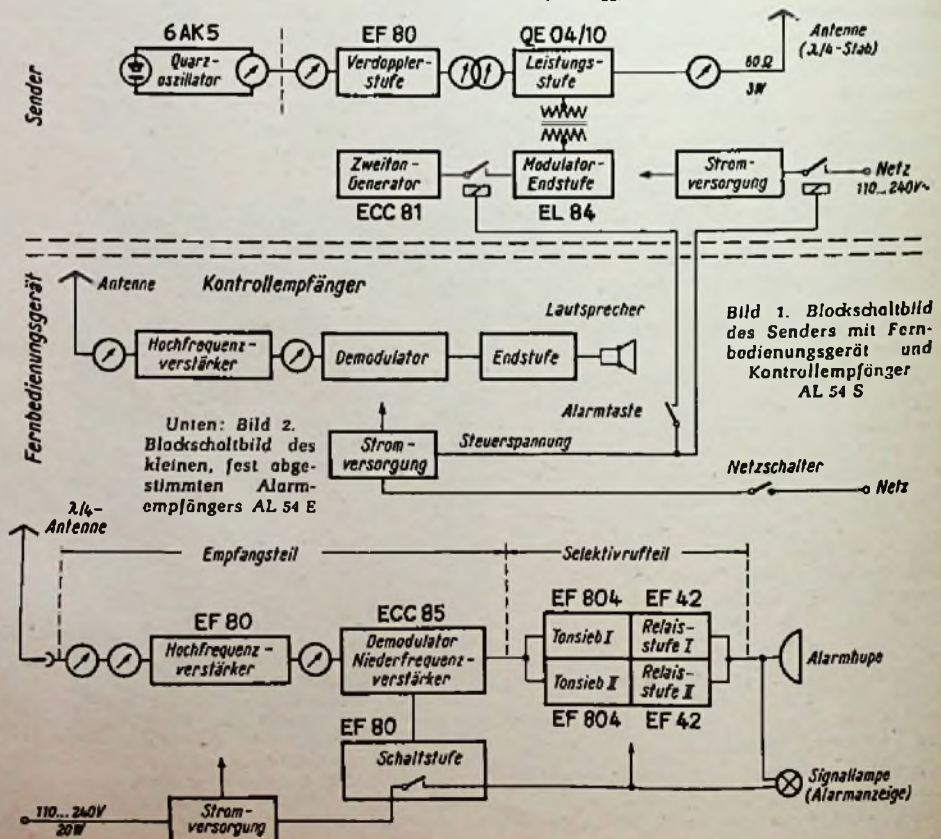 Sender
6AK5
Quarz-
oszillator
EF 80
Verdoppler-
stufe
QE 04/10
Leistungs-
stufe
60Ω
3W
Antenne
(λ/4-Stab)
Zweiton-
Generator
ECC 81
Modulator-
Endstufe
EL 84
Strom-
versorgung
Netz
110...240V~
Fernbedienungsgerät
Antenne
Kontrollempfänger
Hochfrequenz-
verstärker
Demodulator
Endstufe
Lautsprecher
Alarmtaste
Strom-
versorgung
Steuerspannung
Netzschalter
Netz
Bild 1. Blockschaltbild
des Senders mit Fern-
bedienungsgerät und
Kontrollempfänger
AL 54 S
Unten: Bild 2.
Blockschaltbild des
kleinen, fest abge-
stimmten Alarm-
empfängers AL 54 E
λ/4-
Antenne
Empfangsteil
Selektivrufteil
EF 80
Hochfrequenz-
verstärker
ECC 85
Demodulator
Niederfrequenz-
verstärker
EF 804
EF 42
Tonsieb I
Relais-
stufe I
Tonsieb II
Relais-
stufe II
EF 804
EF 42
Alarmhupe
EF 80
Schaltstufe
Signallampe
(Alarmanzeige)
110...240V
20W
Strom-
versorgung